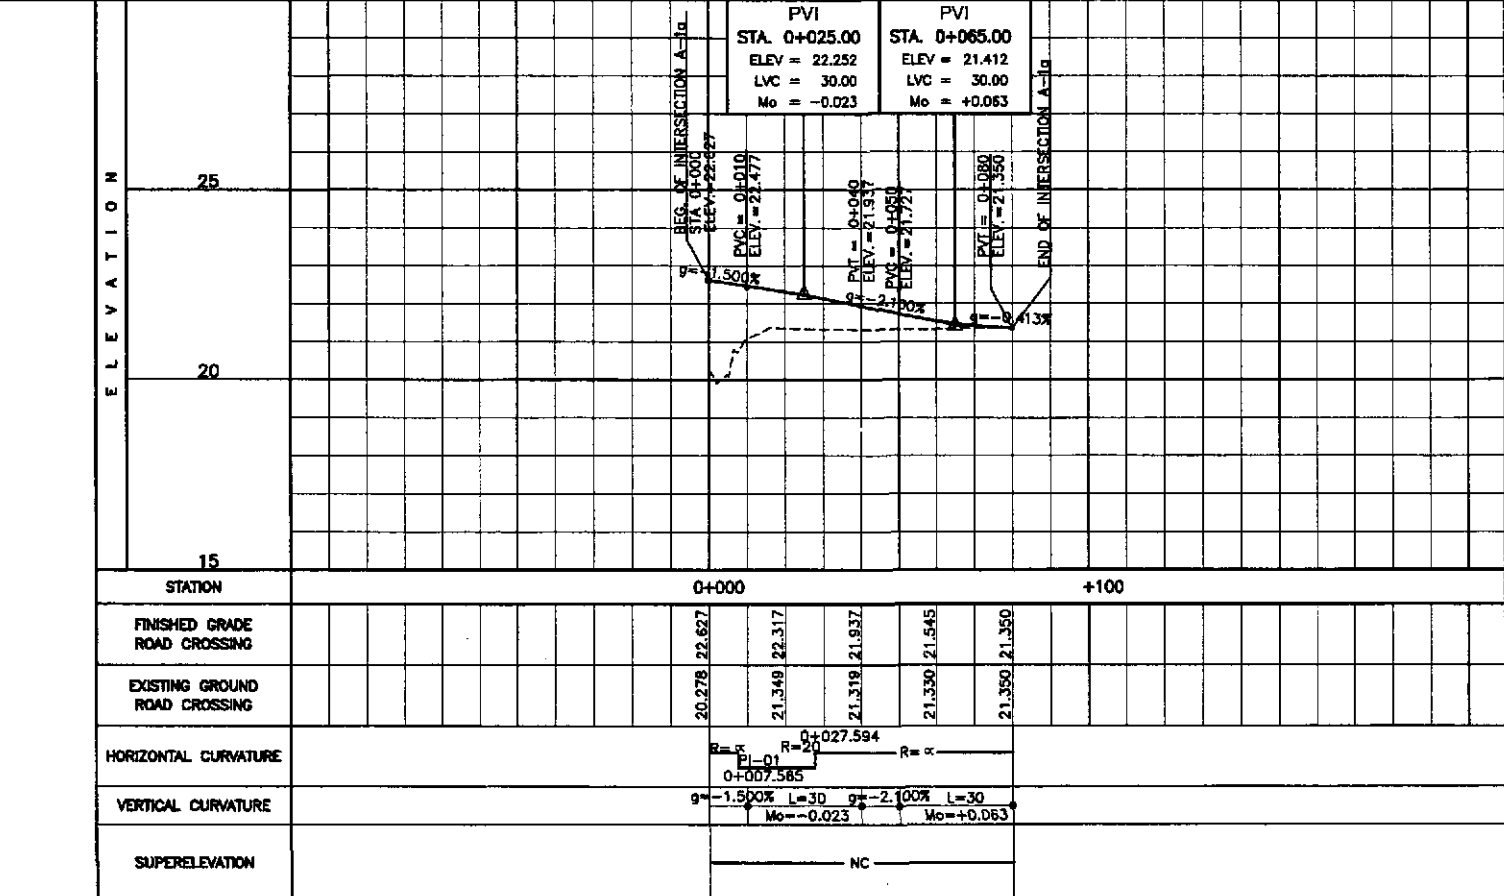 PVI
STA. 0+025.00
ELEV = 22.252
LVC = 30.00
Mo = -0.023
PVI
STA. 0+065.00
ELEV = 21.412
LVC = 30.00
Mo = +0.063
BEG. OF INTERSECTION A-1a
STA 0+000
ELEV.=22.627
PVC = 0+010
ELEV.=22.477
PVT = 0+040
ELEV.=21.937
PVC = 0+050
ELEV.=21.727
PVT = 0+080
ELEV.=21.350
END OF INTERSECTION A-1a
ELEVATION
25
20
15
g=-1.500%
g=-2.100%
g=-0.413%
STATION
0+000
+100
FINISHED GRADE
ROAD CROSSING
22.627
22.317
21.937
21.545
21.350
EXISTING GROUND
ROAD CROSSING
20.278
21.349
21.319
21.330
21.350
HORIZONTAL CURVATURE
R=∝
PI-01
0+007.565
R=20
0+027.594
R=∝
VERTICAL CURVATURE
g=-1.500% L=30 g=-2.100% L=30
Mo=-0.023 Mo=+0.063
SUPERELEVATION
NC